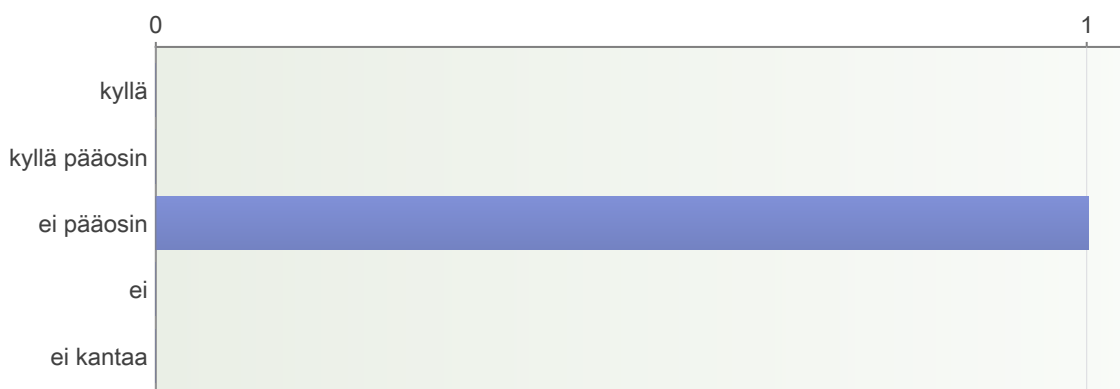 0 1
kyllä
kyllä pääosin
ei pääosin
ei
ei kantaa